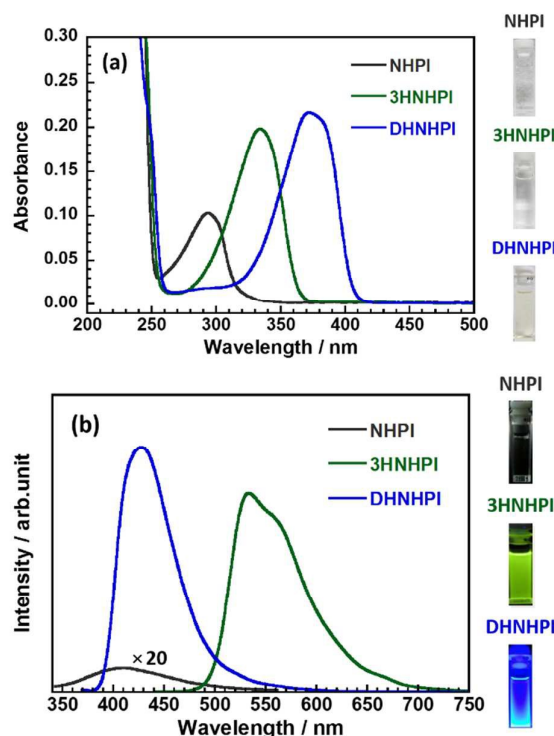 0.30
0.25
0.20
0.15
0.10
0.05
0.00
Absorbance
(a)
NHPI
3HNHPI
DHNHPI
200 250 300 350 400 450 500
Wavelength / nm
NHPI
3HNHPI
DHNHPI
(b)
NHPI
3HNHPI
DHNHPI
×20
Intensity / arb.unit
350 400 450 500 550 600 650 700 750
Wavelength / nm
NHPI
3HNHPI
DHNHPI